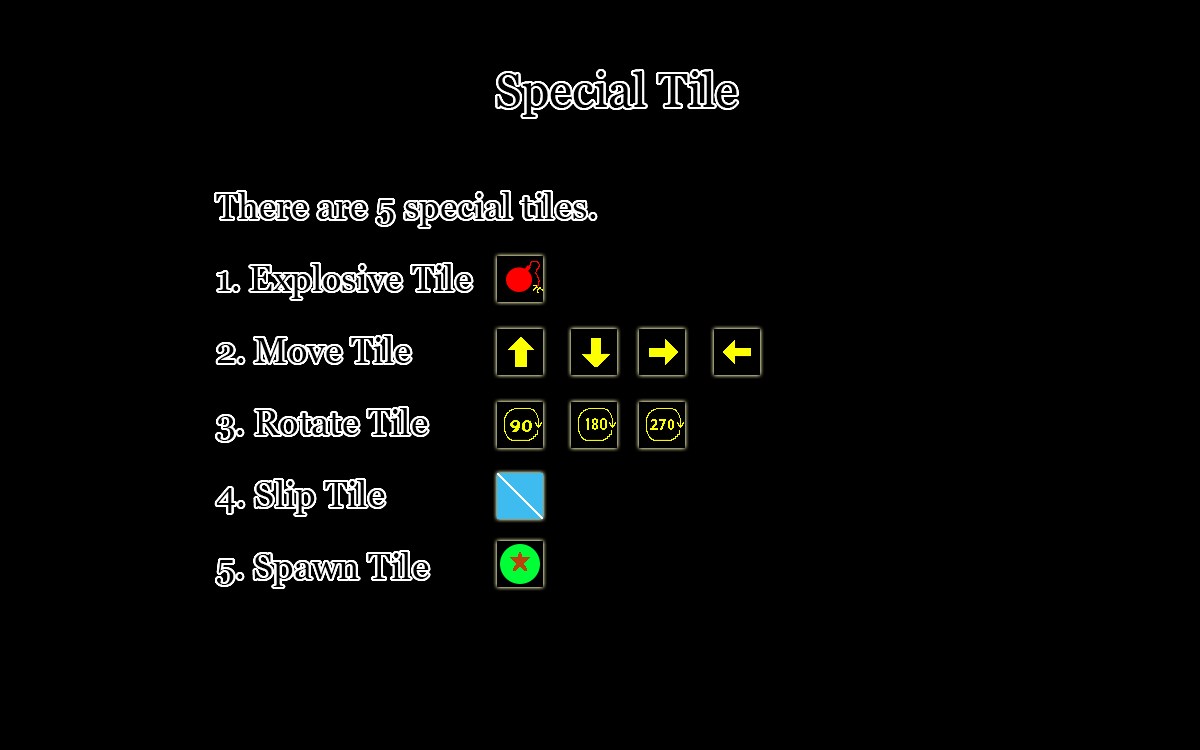 Special Tile
There are 5 special tiles.
1. Explosive Tile
2. Move Tile
3. Rotate Tile
90 180 270
4. Slip Tile
5. Spawn Tile